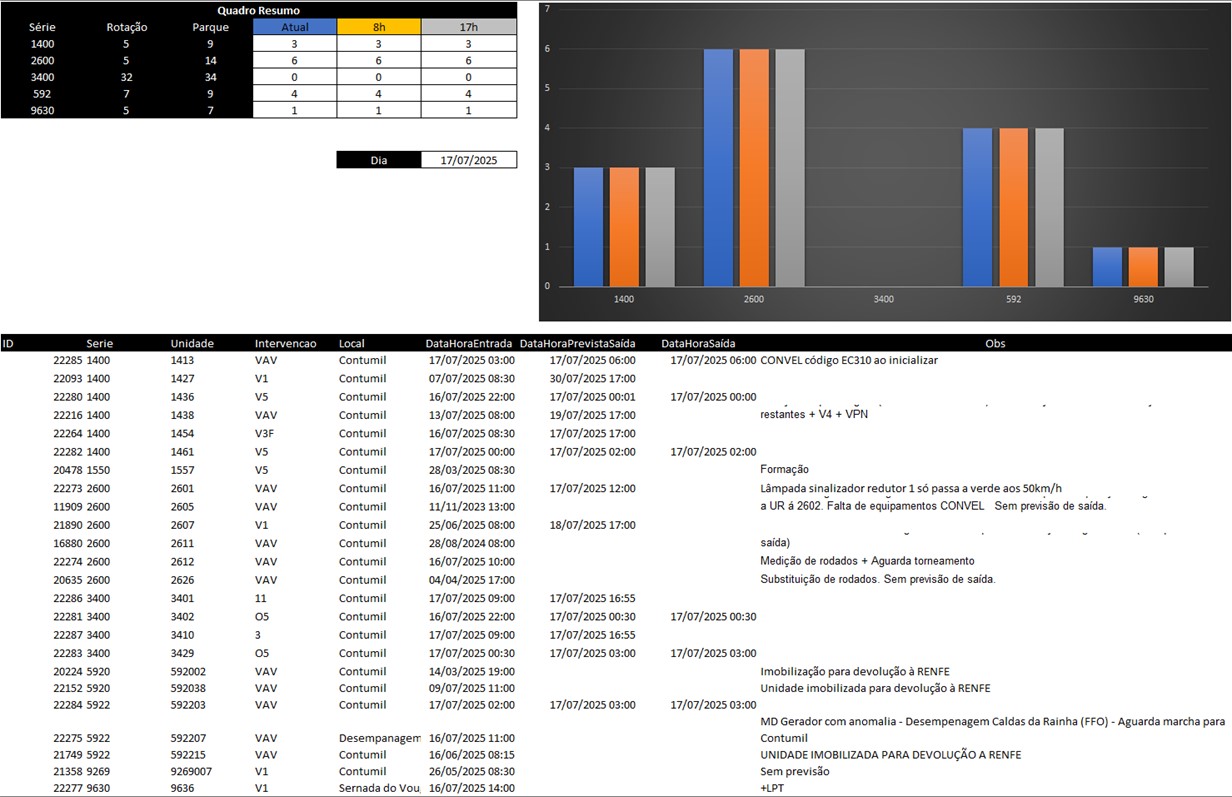 Quadro Resumo
Série Rotação Parque Atual 8h 17h
1400 5 9 3 3 3
2600 5 14 6 6 6
3400 32 34 0 0 0
592 7 9 4 4 4
9630 5 7 1 1 1
Dia 17/07/2025
7
6
5
4
3
2
1
0
1400 2600 3400 592 9630
ID Serie Unidade Intervencao Local DataHoraEntrada DataHoraPrevistaSaída DataHoraSaída Obs
22285 1400 1413 VAV Contumil 17/07/2025 03:00 17/07/2025 06:00 17/07/2025 06:00 CONVEL código EC310 ao inicializar
22093 1400 1427 V1 Contumil 07/07/2025 08:30 30/07/2025 17:00
22280 1400 1436 V5 Contumil 16/07/2025 22:00 17/07/2025 00:01 17/07/2025 00:00
22216 1400 1438 VAV Contumil 13/07/2025 08:00 19/07/2025 17:00 restantes + V4 + VPN
22264 1400 1454 V3F Contumil 16/07/2025 08:30 17/07/2025 17:00
22282 1400 1461 V5 Contumil 17/07/2025 00:00 17/07/2025 02:00 17/07/2025 02:00
20478 1550 1557 V5 Contumil 28/03/2025 08:30 Formação
22273 2600 2601 VAV Contumil 16/07/2025 11:00 17/07/2025 12:00 Lâmpada sinalizador redutor 1 só passa a verde aos 50km/h
11909 2600 2605 VAV Contumil 11/11/2023 13:00 a UR á 2602. Falta de equipamentos CONVEL Sem previsão de saída.
21890 2600 2607 V1 Contumil 25/06/2025 08:00 18/07/2025 17:00
16880 2600 2611 VAV Contumil 28/08/2024 08:00 saída)
22274 2600 2612 VAV Contumil 16/07/2025 10:00 Medição de rodados + Aguarda torneamento
20635 2600 2626 VAV Contumil 04/04/2025 17:00 Substituição de rodados. Sem previsão de saída.
22286 3400 3401 11 Contumil 17/07/2025 09:00 17/07/2025 16:55
22281 3400 3402 O5 Contumil 16/07/2025 22:00 17/07/2025 00:30 17/07/2025 00:30
22287 3400 3410 3 Contumil 17/07/2025 09:00 17/07/2025 16:55
22283 3400 3429 O5 Contumil 17/07/2025 00:30 17/07/2025 03:00 17/07/2025 03:00
20224 5920 592002 VAV Contumil 14/03/2025 19:00 Imobilização para devolução à RENFE
22152 5920 592038 VAV Contumil 09/07/2025 11:00 Unidade imobilizada para devolução à RENFE
22284 5922 592203 VAV Contumil 17/07/2025 02:00 17/07/2025 03:00 17/07/2025 03:00
MD Gerador com anomalia - Desempenagem Caldas da Rainha (FFO) - Aguarda marcha para
22275 5922 592207 VAV Desempanagem 16/07/2025 11:00 Contumil
21749 5922 592215 VAV Contumil 16/06/2025 08:15 UNIDADE IMOBILIZADA PARA DEVOLUÇÃO A RENFE
21358 9269 9269007 V1 Contumil 26/05/2025 08:30 Sem previsão
22277 9630 9636 V1 Sernada do Vou 16/07/2025 14:00 +LPT